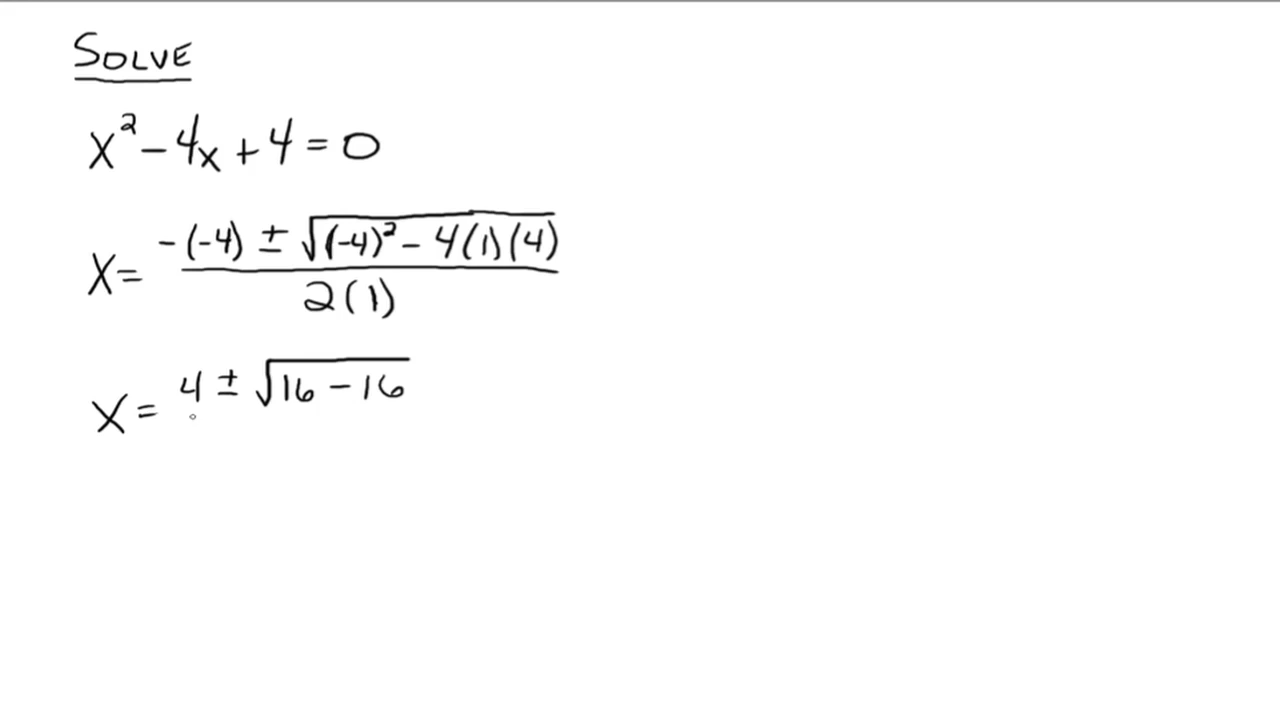 SOLVE
x² - 4x + 4 = 0
x = -(-4) ± √((-4)² - 4(1)(4)) / 2(1)
x = 4 ± √(16 - 16)